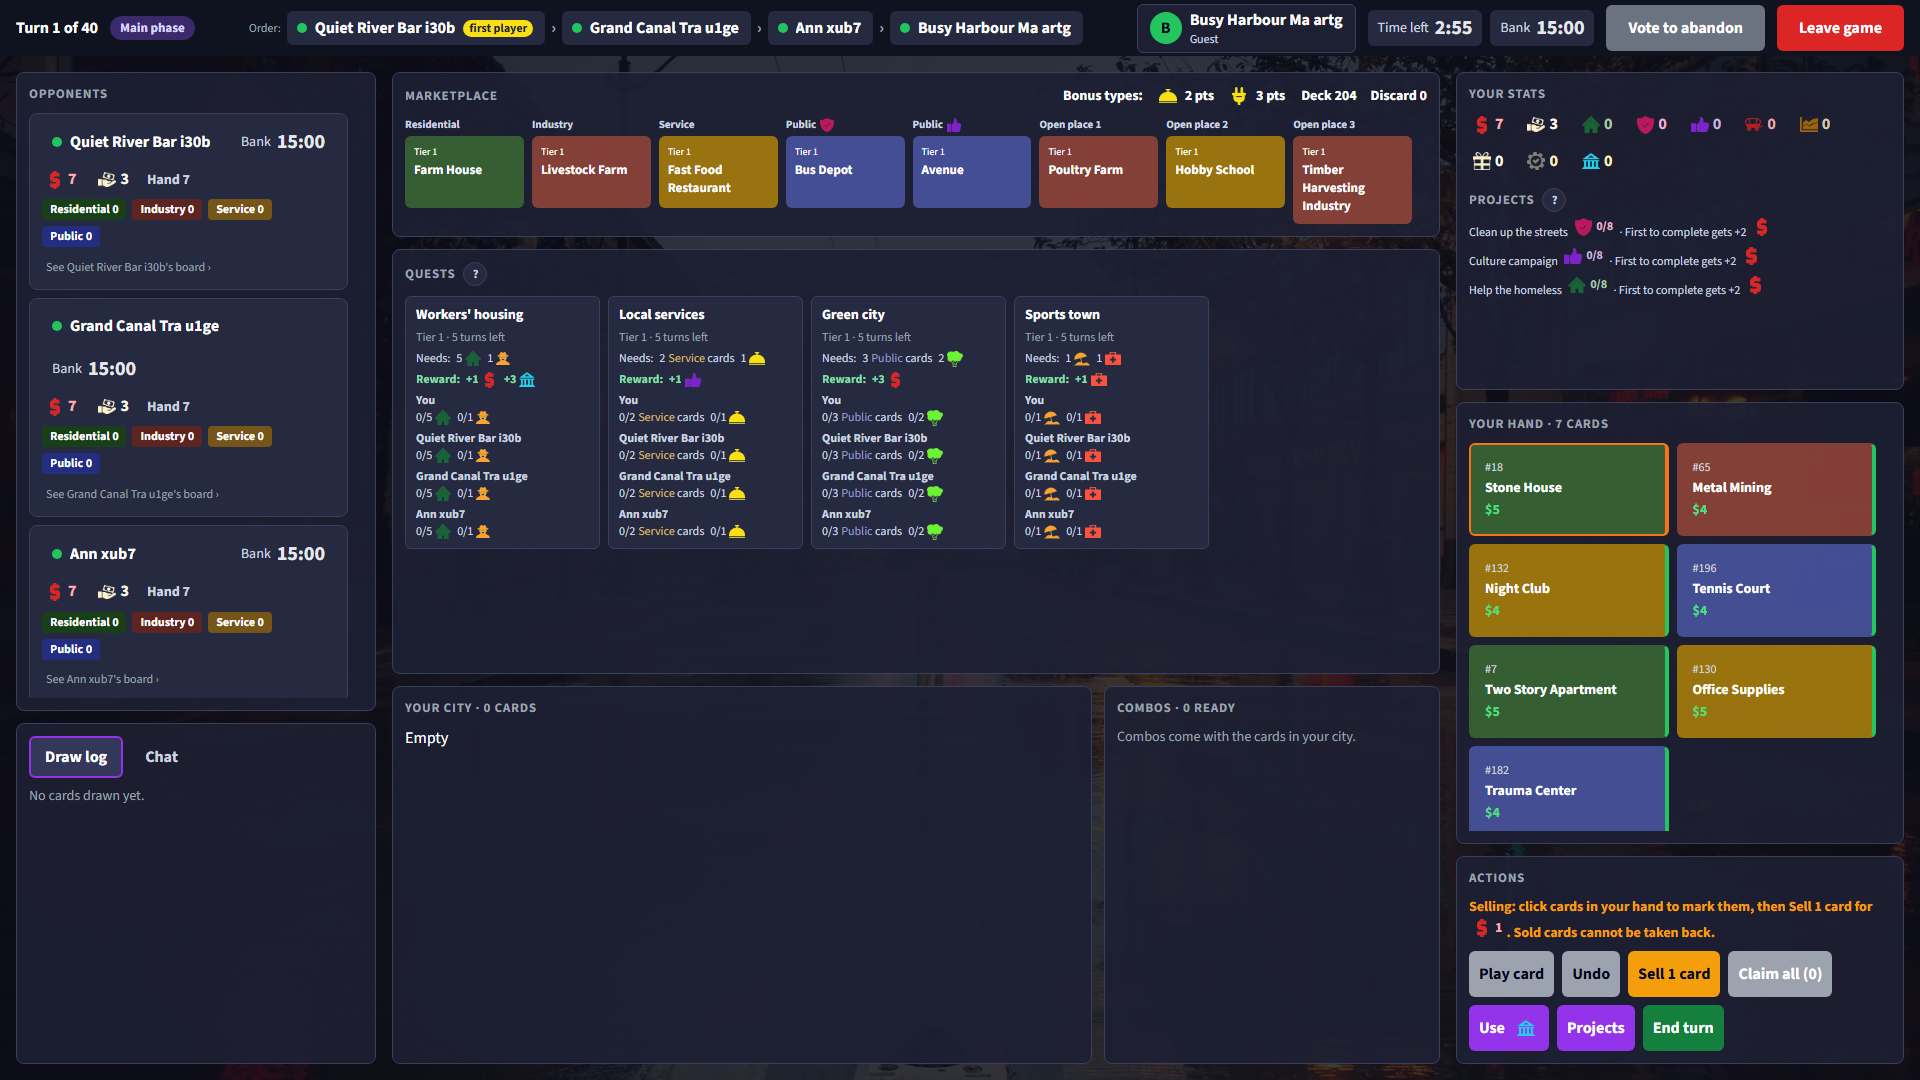 Turn 1 of 40 Main phase Order: Quiet River Bar i30b first player › Grand Canal Tra u1ge › Ann xub7 › Busy Harbour Ma artg
B Busy Harbour Ma artg
Guest
Time left 2:55 Bank 15:00 Vote to abandon Leave game
OPPONENTS
Quiet River Bar i30b Bank 15:00
7 3 Hand 7
Residential 0 Industry 0 Service 0
Public 0
See Quiet River Bar i30b's board ›
Grand Canal Tra u1ge
Bank 15:00
7 3 Hand 7
Residential 0 Industry 0 Service 0
Public 0
See Grand Canal Tra u1ge's board ›
Ann xub7 Bank 15:00
7 3 Hand 7
Residential 0 Industry 0 Service 0
Public 0
See Ann xub7's board ›
Draw log Chat
No cards drawn yet.
MARKETPLACE Bonus types: 2 pts 3 pts Deck 204 Discard 0
Residential Industry Service Public Public Open place 1 Open place 2 Open place 3
Tier 1 Tier 1 Tier 1 Tier 1 Tier 1 Tier 1 Tier 1 Tier 1
Farm House Livestock Farm Fast Food Restaurant Bus Depot Avenue Poultry Farm Hobby School Timber Harvesting Industry
QUESTS ?
Workers' housing
Tier 1 · 5 turns left
Needs: 5 1
Reward: +1 +3
You
0/5 0/1
Quiet River Bar i30b
0/5 0/1
Grand Canal Tra u1ge
0/5 0/1
Ann xub7
0/5 0/1
Local services
Tier 1 · 5 turns left
Needs: 2 Service cards 1
Reward: +1
You
0/2 Service cards 0/1
Quiet River Bar i30b
0/2 Service cards 0/1
Grand Canal Tra u1ge
0/2 Service cards 0/1
Ann xub7
0/2 Service cards 0/1
Green city
Tier 1 · 5 turns left
Needs: 3 Public cards 2
Reward: +3
You
0/3 Public cards 0/2
Quiet River Bar i30b
0/3 Public cards 0/2
Grand Canal Tra u1ge
0/3 Public cards 0/2
Ann xub7
0/3 Public cards 0/2
Sports town
Tier 1 · 5 turns left
Needs: 1 1
Reward: +1
You
0/1 0/1
Quiet River Bar i30b
0/1 0/1
Grand Canal Tra u1ge
0/1 0/1
Ann xub7
0/1 0/1
YOUR CITY · 0 CARDS
Empty
COMBOS · 0 READY
Combos come with the cards in your city.
YOUR STATS
7 3 0 0 0 0 0
0 0 0
PROJECTS ?
Clean up the streets 0/8 · First to complete gets +2
Culture campaign 0/8 · First to complete gets +2
Help the homeless 0/8 · First to complete gets +2
YOUR HAND · 7 CARDS
#18
Stone House
$5
#65
Metal Mining
$4
#132
Night Club
$4
#196
Tennis Court
$4
#7
Two Story Apartment
$5
#130
Office Supplies
$5
#182
Trauma Center
$4
ACTIONS
Selling: click cards in your hand to mark them, then Sell 1 card for
1 . Sold cards cannot be taken back.
Play card Undo Sell 1 card Claim all (0)
Use Projects End turn